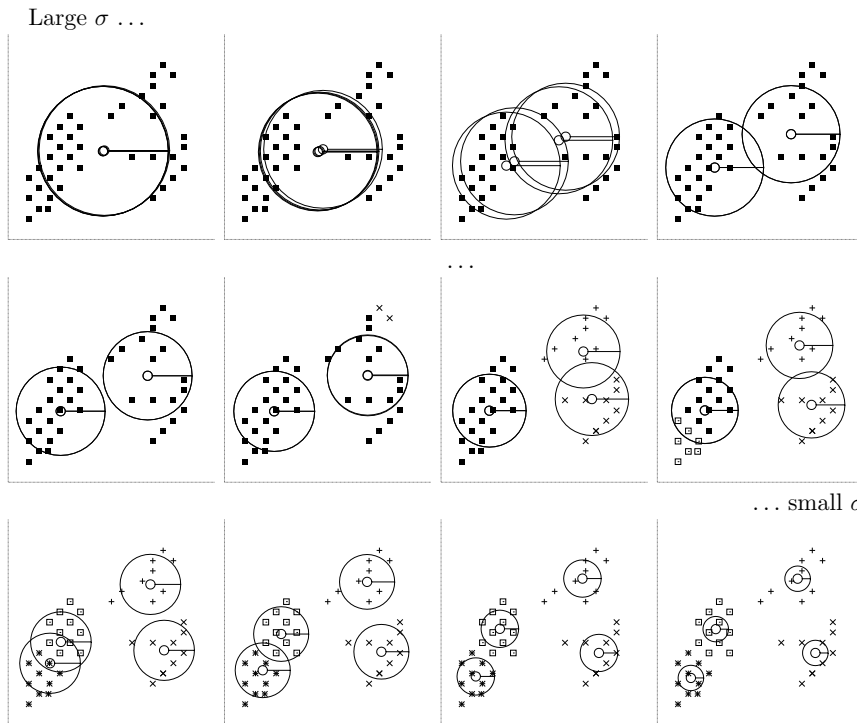 Large σ …
…
… small σ